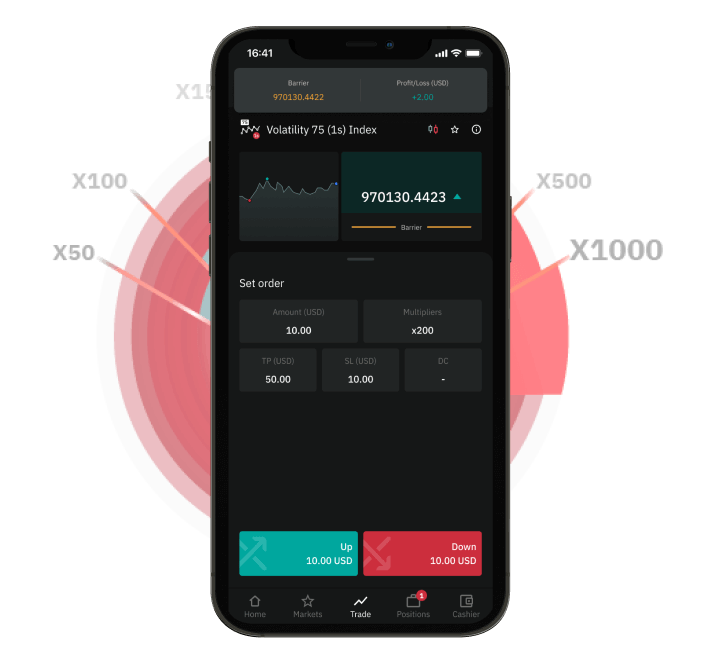 16:41
Barrier
Profit/Loss (USD)
970130.4422
+2.00
75
1s
Volatility 75 (1s) Index
X100
X500
970130.4423
Barrier
X50
X1000
Set order
Amount (USD)
Multipliers
10.00
x200
TP (USD)
SL (USD)
DC
50.00
10.00
-
Up
10.00 USD
Down
10.00 USD
1
Home
Markets
Trade
Positions
Cashier